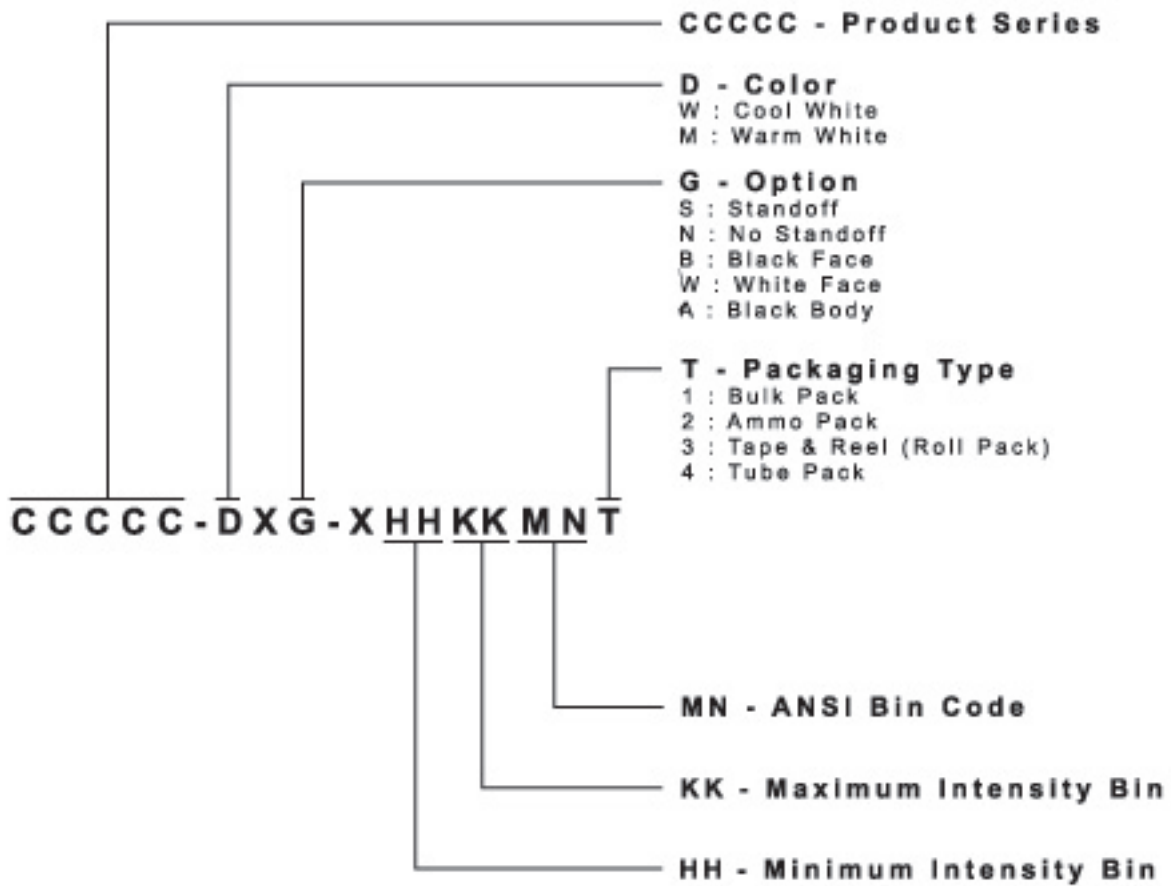 CCCCC - Product Series
D - Color
W : Cool White
M : Warm White
G - Option
S : Standoff
N : No Standoff
B : Black Face
W : White Face
A : Black Body
T - Packaging Type
1 : Bulk Pack
2 : Ammo Pack
3 : Tape & Reel (Roll Pack)
4 : Tube Pack
CCCCC-DXG-XHHKKMNT
MN - ANSI Bin Code
KK - Maximum Intensity Bin
HH - Minimum Intensity Bin